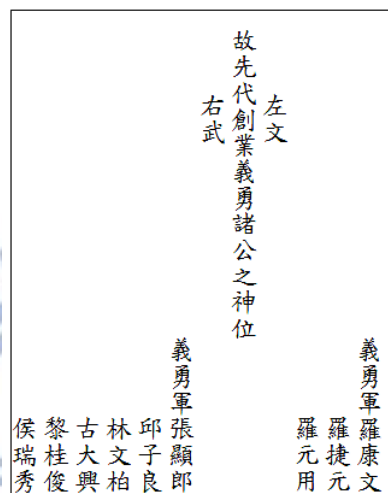 義勇軍羅康文
羅捷元
羅元用
左文
故先代創業義勇諸公之神位
右武
義勇軍張顯郎
邱子良
林文柏
古大興
黎桂俊
侯瑞秀